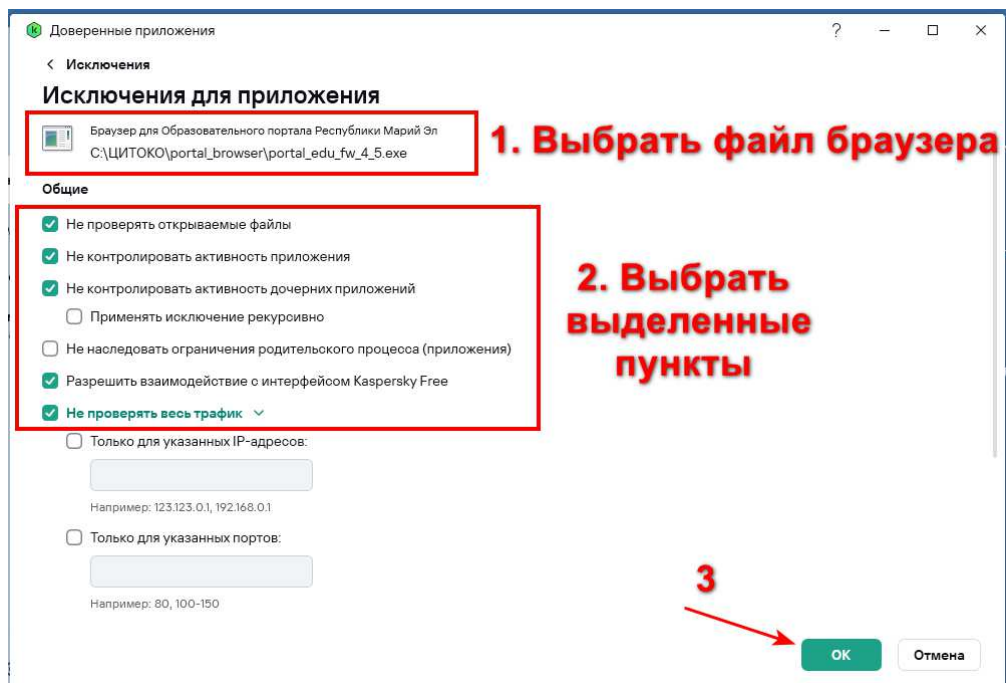 Доверенные приложения
Исключения
Исключения для приложения
Браузер для Образовательного портала Республики Марий Эл
C:\ЦИТОКО\portal_browser\portal_edu_fw_4_5.exe
1. Выбрать файл браузера
Общие
Не проверять открываемые файлы
Не контролировать активность приложения
Не контролировать активность дочерних приложений
Применять исключение рекурсивно
Не наследовать ограничения родительского процесса (приложения)
Разрешить взаимодействие с интерфейсом Kaspersky Free
Не проверять весь трафик
2. Выбрать
выделенные
пункты
Только для указанных IP-адресов:
Например: 123.123.0.1, 192.168.0.1
Только для указанных портов:
Например: 80, 100-150
3
ОК
Отмена